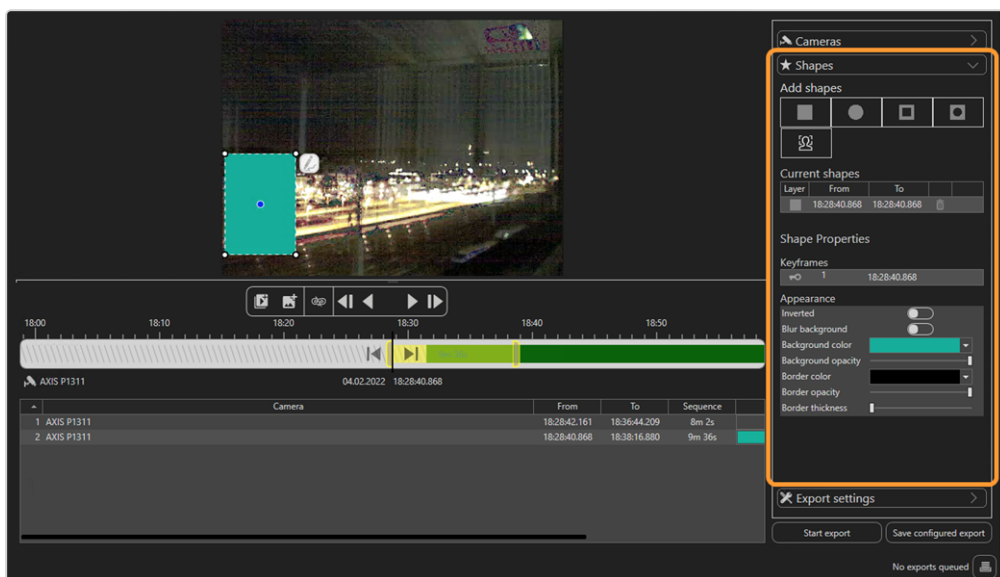 Cameras
Shapes
Add shapes
Current shapes
Layer From To
18:28:40.868 18:28:40.868
Shape Properties
Keyframes
1 18:28:40.868
Appearance
Inverted
Blur background
Background color
Background opacity
Border color
Border opacity
Border thickness
Export settings
Start export Save configured export
No exports queued
18:00 18:10 18:20 18:30 18:40 18:50
AXIS P1311 04.02.2022 18:28:40.868
Camera From To Sequence
1 AXIS P1311 18:28:42.161 18:36:44.209 8m 2s
2 AXIS P1311 18:28:40.868 18:38:16.880 9m 36s